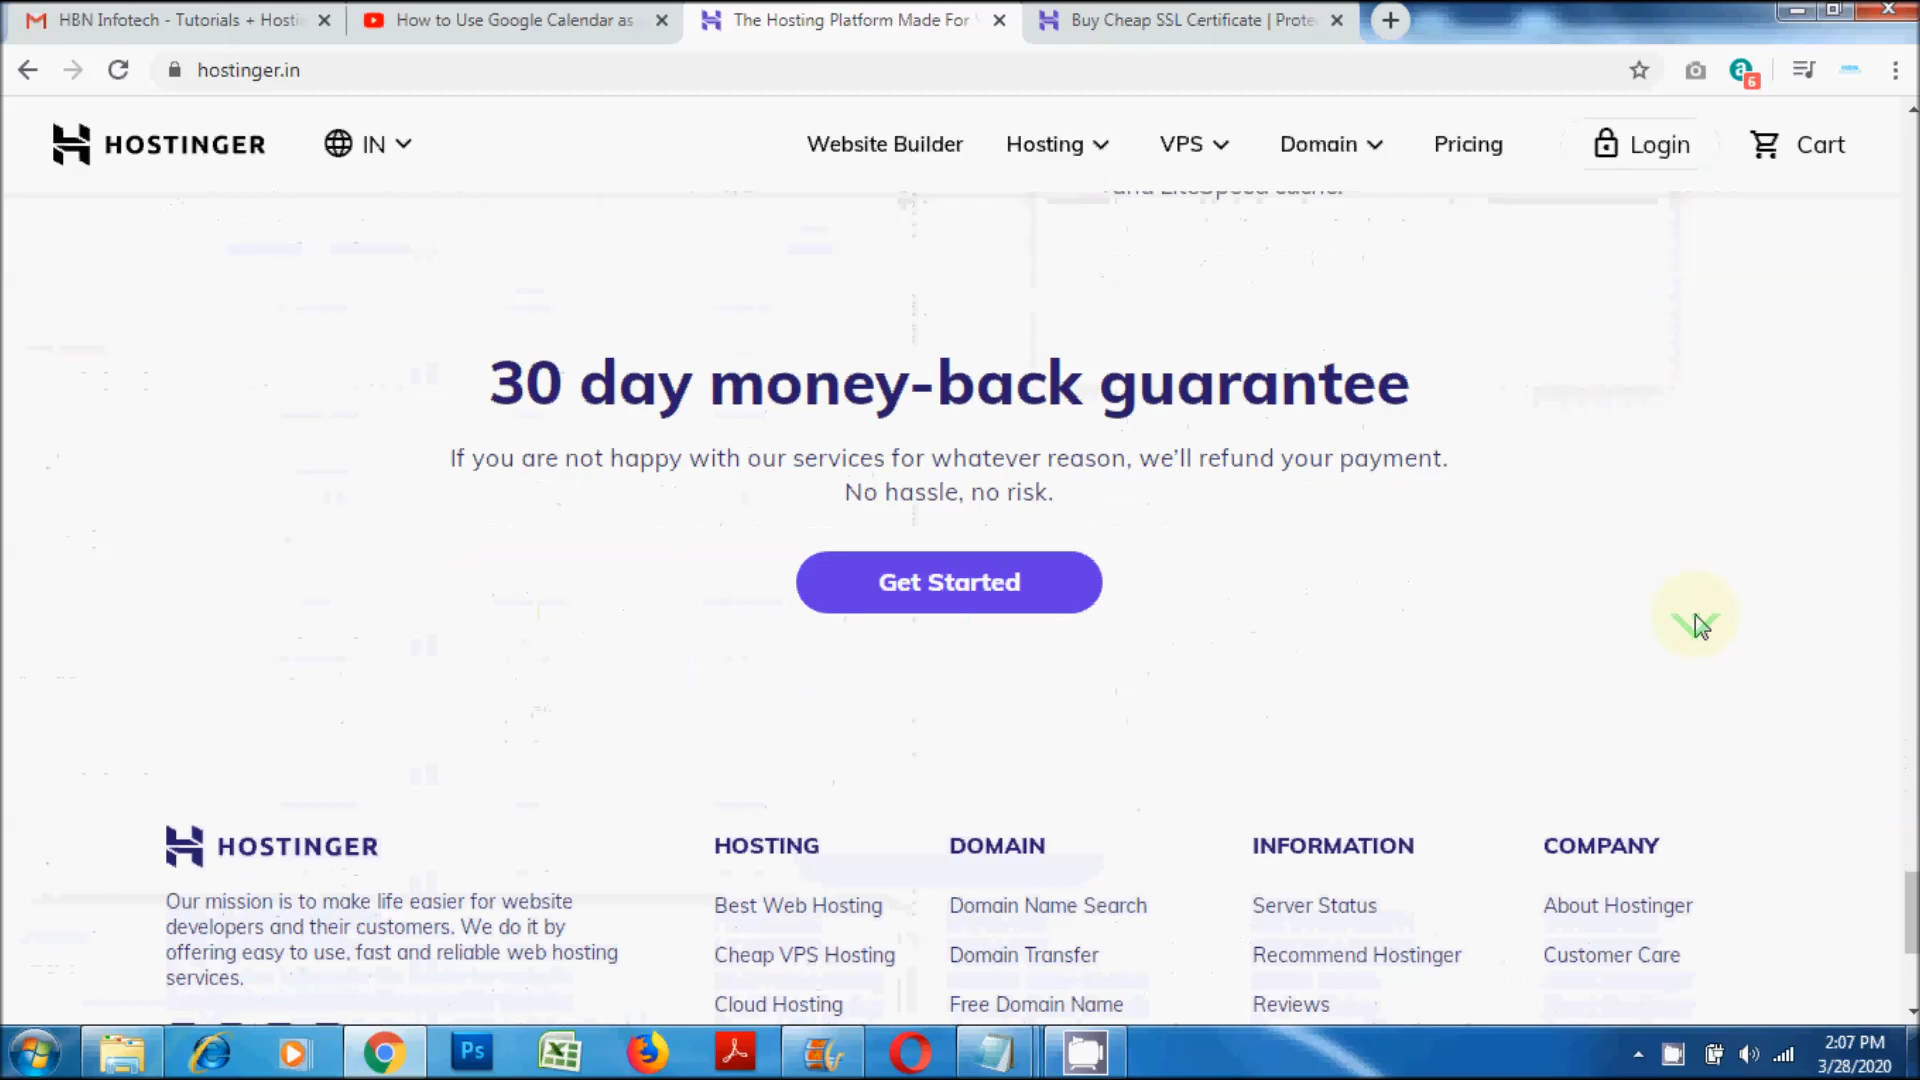 HBN Infotech - Tutorials + Hosti
How to Use Google Calendar as
The Hosting Platform Made For
Buy Cheap SSL Certificate | Prote
hostinger.in
6
HOSTINGER
IN
Website Builder
Hosting
VPS
Domain
Pricing
Login
Cart
and LiteSpeed cache.
30 day money-back guarantee
If you are not happy with our services for whatever reason, we'll refund your payment.
No hassle, no risk.
Get Started
HOSTINGER
Our mission is to make life easier for website
developers and their customers. We do it by
offering easy to use, fast and reliable web hosting
services.
HOSTING
Best Web Hosting
Cheap VPS Hosting
Cloud Hosting
DOMAIN
Domain Name Search
Domain Transfer
Free Domain Name
INFORMATION
Server Status
Recommend Hostinger
Reviews
COMPANY
About Hostinger
Customer Care
Ps
2:07 PM
3/28/2020